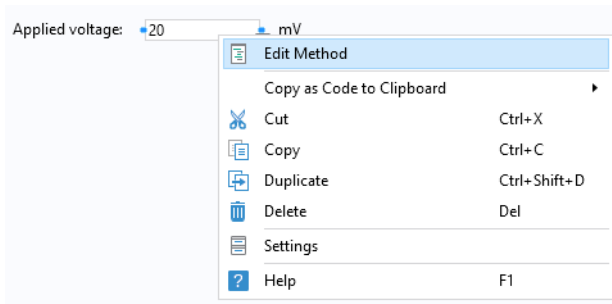 Applied voltage: 20 mV
Edit Method
Copy as Code to Clipboard
Cut Ctrl+X
Copy Ctrl+C
Duplicate Ctrl+Shift+D
Delete Del
Settings
? Help F1